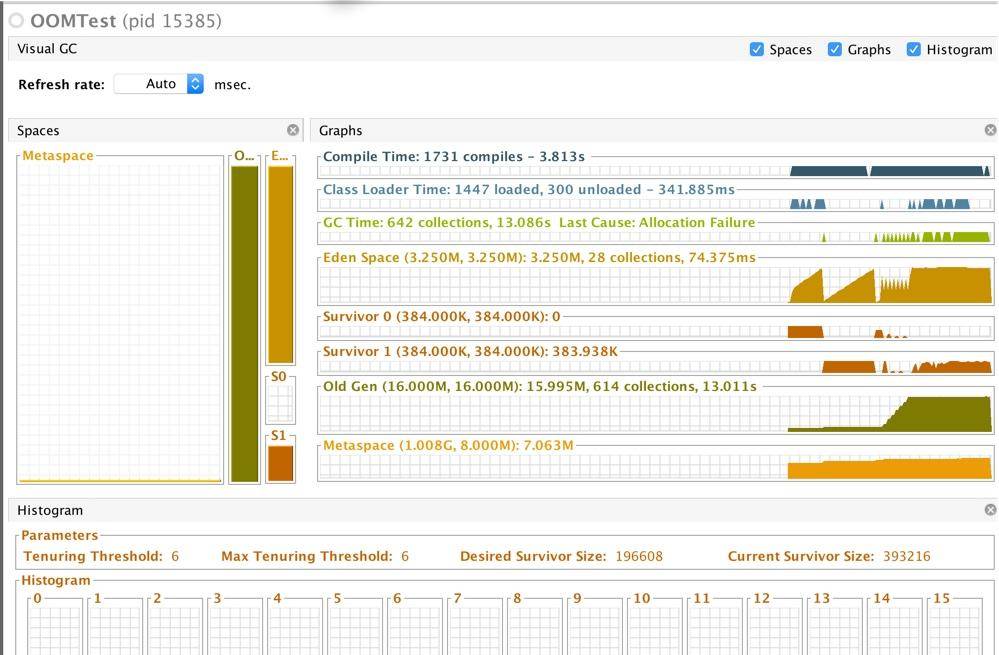 OOMTest (pid 15385)
Visual GC
Spaces Graphs Histogram
Refresh rate: Auto msec.
Spaces
Metaspace
O...
E...
S0
S1
Graphs
Compile Time: 1731 compiles - 3.813s
Class Loader Time: 1447 loaded, 300 unloaded - 341.885ms
GC Time: 642 collections, 13.086s Last Cause: Allocation Failure
Eden Space (3.250M, 3.250M): 3.250M, 28 collections, 74.375ms
Survivor 0 (384.000K, 384.000K): 0
Survivor 1 (384.000K, 384.000K): 383.938K
Old Gen (16.000M, 16.000M): 15.995M, 614 collections, 13.011s
Metaspace (1.008G, 8.000M): 7.063M
Histogram
Parameters
Tenuring Threshold: 6 Max Tenuring Threshold: 6 Desired Survivor Size: 196608 Current Survivor Size: 393216
Histogram
0 1 2 3 4 5 6 7 8 9 10 11 12 13 14 15